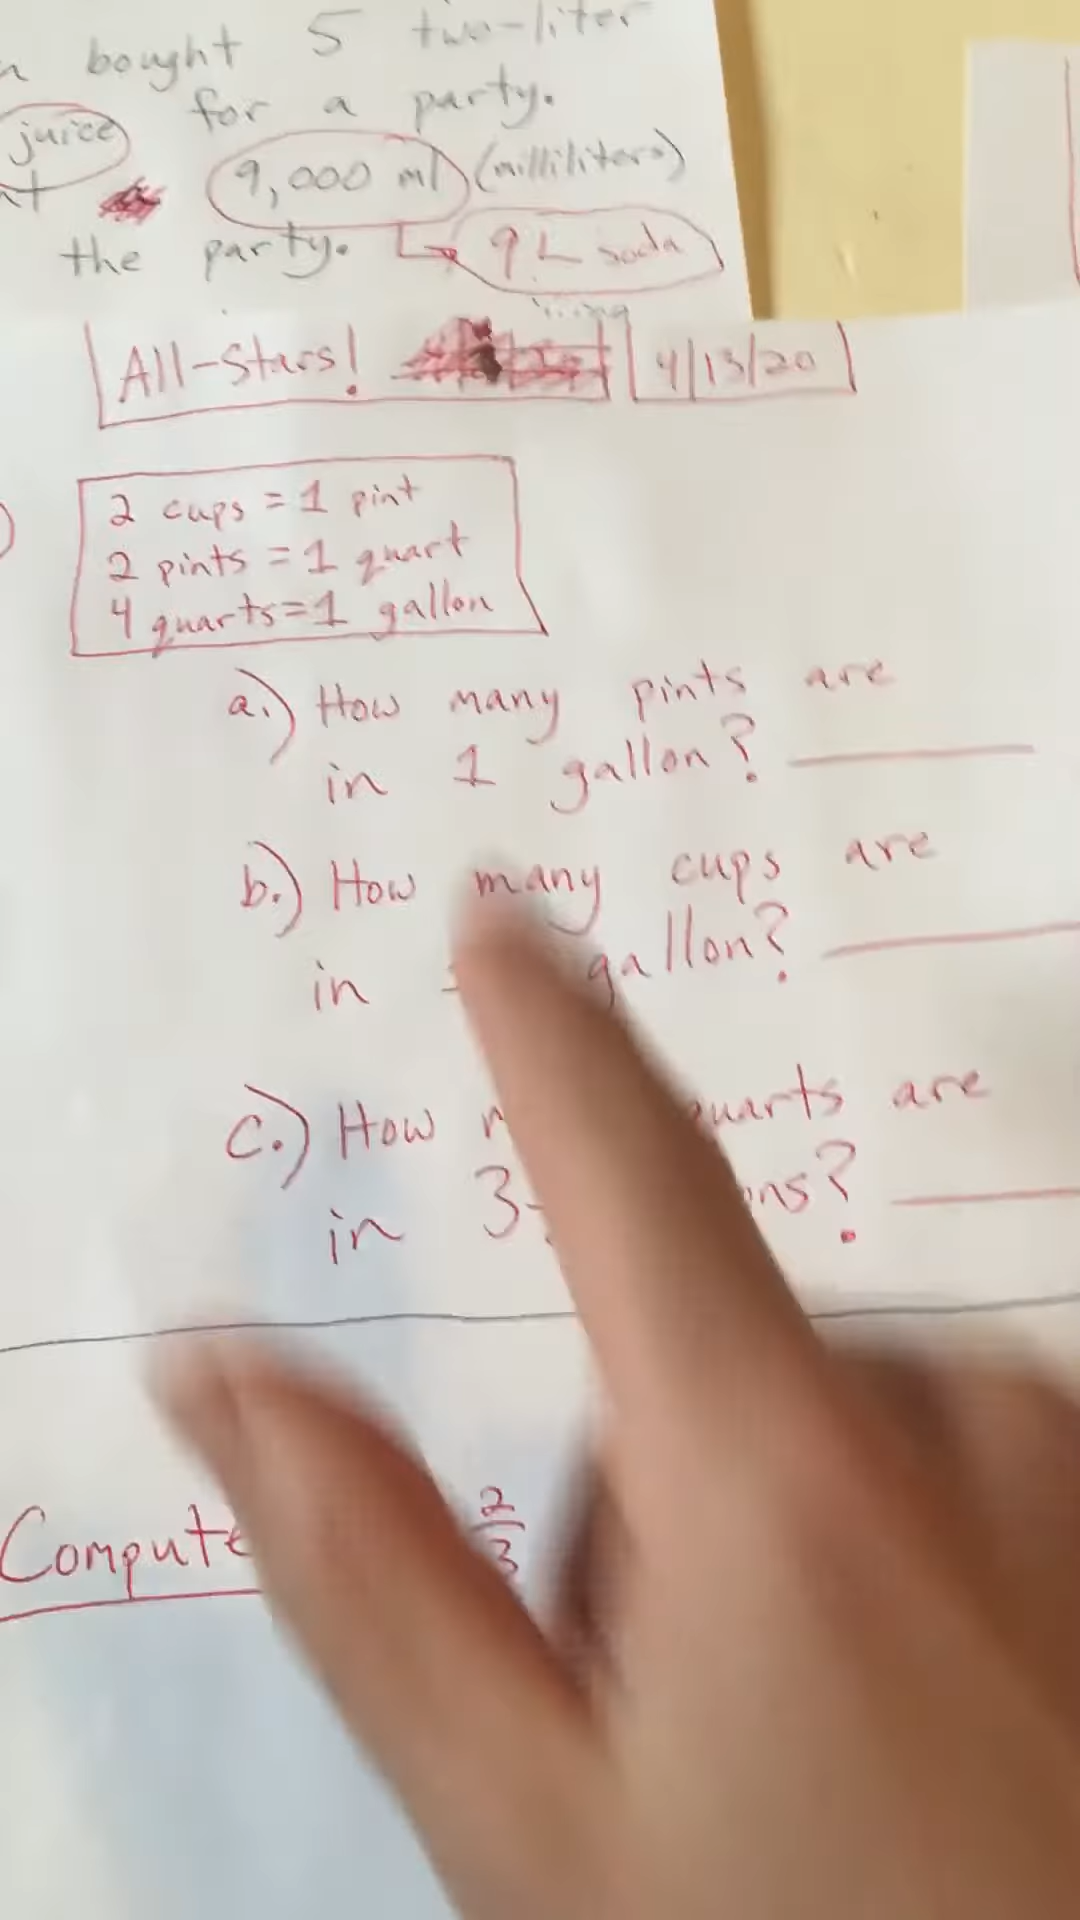 bought 5 two-liter
juice for a party.
9,000 ml (milliliters)
the party. 9 L soda
All-Stars! 4/13/20
2 cups = 1 pint
2 pints = 1 quart
4 quarts = 1 gallon
a.) How many pints are
in 1 gallon?
b.) How many cups are
in gallon?
c.) How quarts are
in 3
Compute 2/3